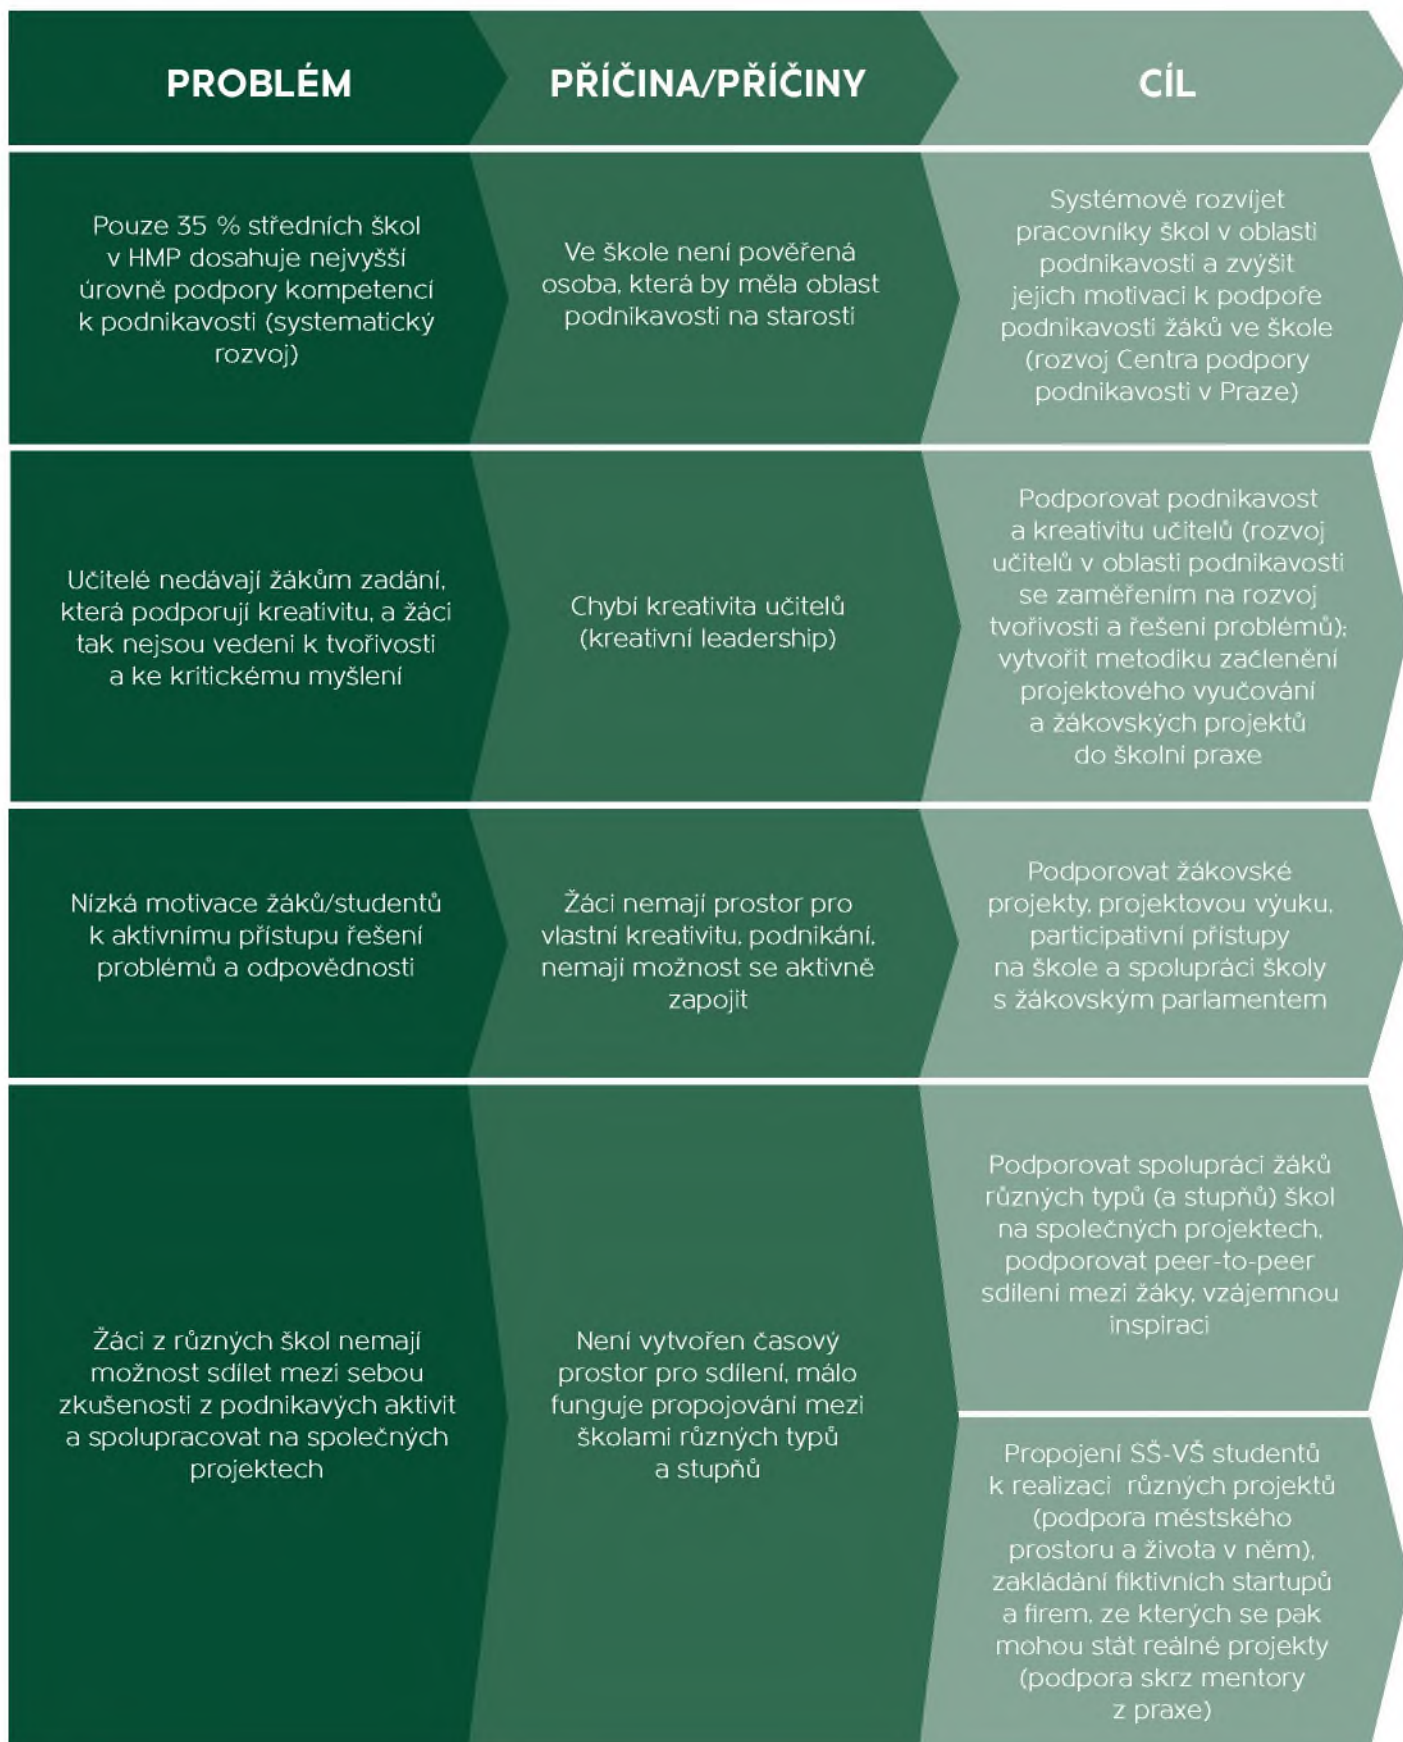 PROBLÉM
PŘÍČINA/PŘÍČINY
CÍL
Pouze 35 % středních škol
v HMP dosahuje nejvyšší
úrovně podpory kompetencí
k podnikavosti (systematický
rozvoj)
Ve škole není pověřená
osoba, která by měla oblast
podnikavosti na starosti
Systémově rozvíjet
pracovníky škol v oblasti
podnikavosti a zvýšit
jejich motivaci k podpoře
podnikavosti žáků ve škole
(rozvoj Centra podpory
podnikavosti v Praze)
Učitelé nedávají žákům zadání,
která podporují kreativitu, a žáci
tak nejsou vedeni k tvořivosti
a ke kritickému myšlení
Chybí kreativita učitelů
(kreativní leadership)
Podporovat podnikavost
a kreativitu učitelů (rozvoj
učitelů v oblasti podnikavosti
se zaměřením na rozvoj
tvořivosti a řešení problémů);
vytvořit metodiku začlenění
projektového vyučování
a žákovských projektů
do školní praxe
Nízká motivace žáků/studentů
k aktivnímu přístupu řešení
problémů a odpovědnosti
Žáci nemají prostor pro
vlastní kreativitu, podnikání,
nemají možnost se aktivně
zapojit
Podporovat žákovské
projekty, projektovou výuku,
participativní přístupy
na škole a spolupráci školy
s žákovským parlamentem
Žáci z různých škol nemají
možnost sdílet mezi sebou
zkušenosti z podnikavých aktivit
a spolupracovat na společných
projektech
Není vytvořen časový
prostor pro sdílení, málo
funguje propojování mezi
školami různých typů
a stupňů
Podporovat spolupráci žáků
různých typů (a stupňů) škol
na společných projektech,
podporovat peer-to-peer
sdílení mezi žáky, vzájemnou
inspiraci
Propojení SŠ-VŠ studentů
k realizaci různých projektů
(podpora městského
prostoru a života v něm),
zakládání fiktivních startupů
a firem, ze kterých se pak
mohou stát reálné projekty
(podpora skrz mentory
z praxe)